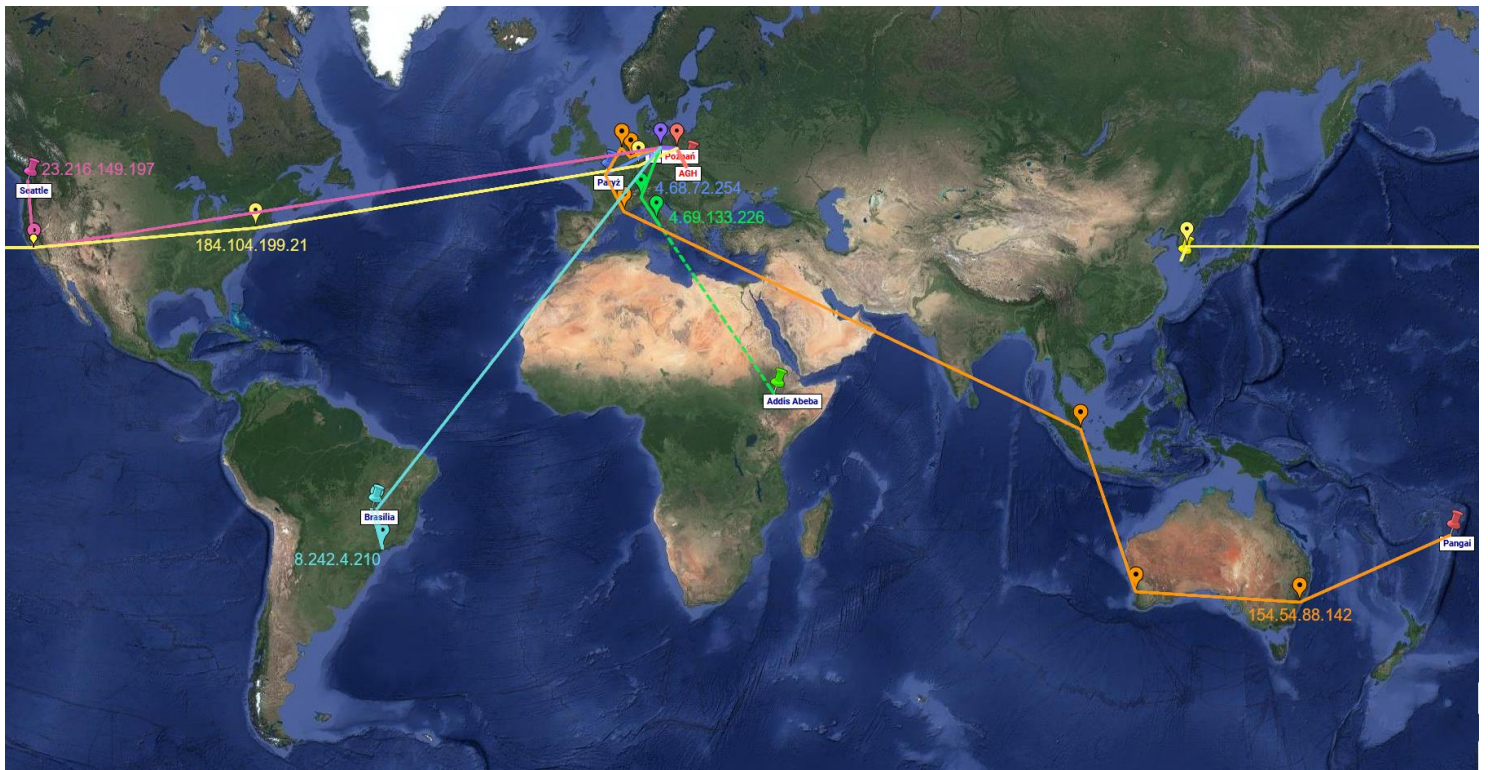 Poznań
AGH
23.216.149.197
Seattle
Paryż
4.68.72.254
4.69.133.226
184.104.199.21
Addis Abeba
Brasilia
8.242.4.210
Pangai
154.54.88.142